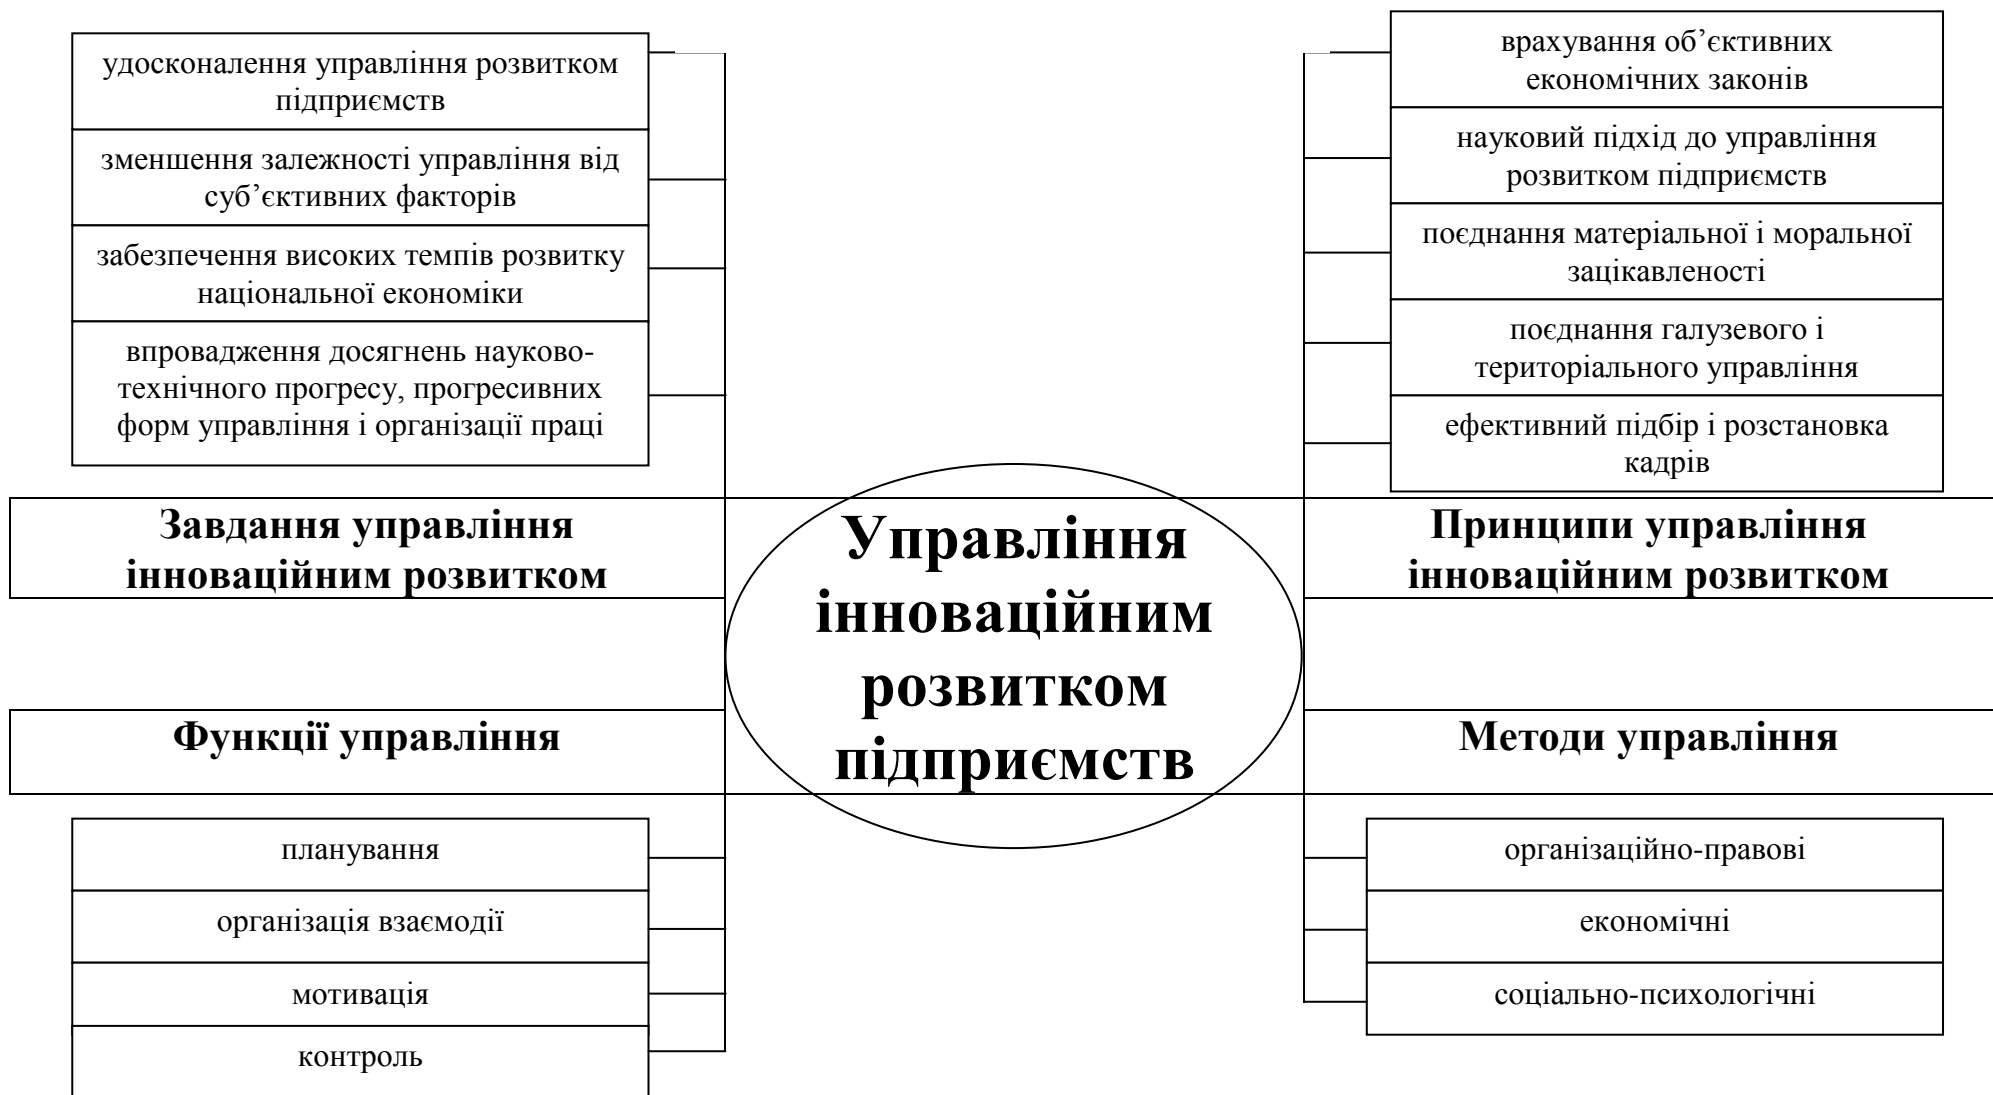 удосконалення управління розвитком
підприємств
зменшення залежності управління від
суб’єктивних факторів
забезпечення високих темпів розвитку
національної економіки
впровадження досягнень науково-
технічного прогресу, прогресивних
форм управління і організації праці
врахування об’єктивних
економічних законів
науковий підхід до управління
розвитком підприємств
поєднання матеріальної і моральної
зацікавленості
поєднання галузевого і
територіального управління
ефективний підбір і розстановка
кадрів
Завдання управління
інноваційним розвитком
Управління
інноваційним
розвитком
підприємств
Принципи управління
інноваційним розвитком
Функції управління
Методи управління
планування
організація взаємодії
мотивація
контроль
організаційно-правові
економічні
соціально-психологічні